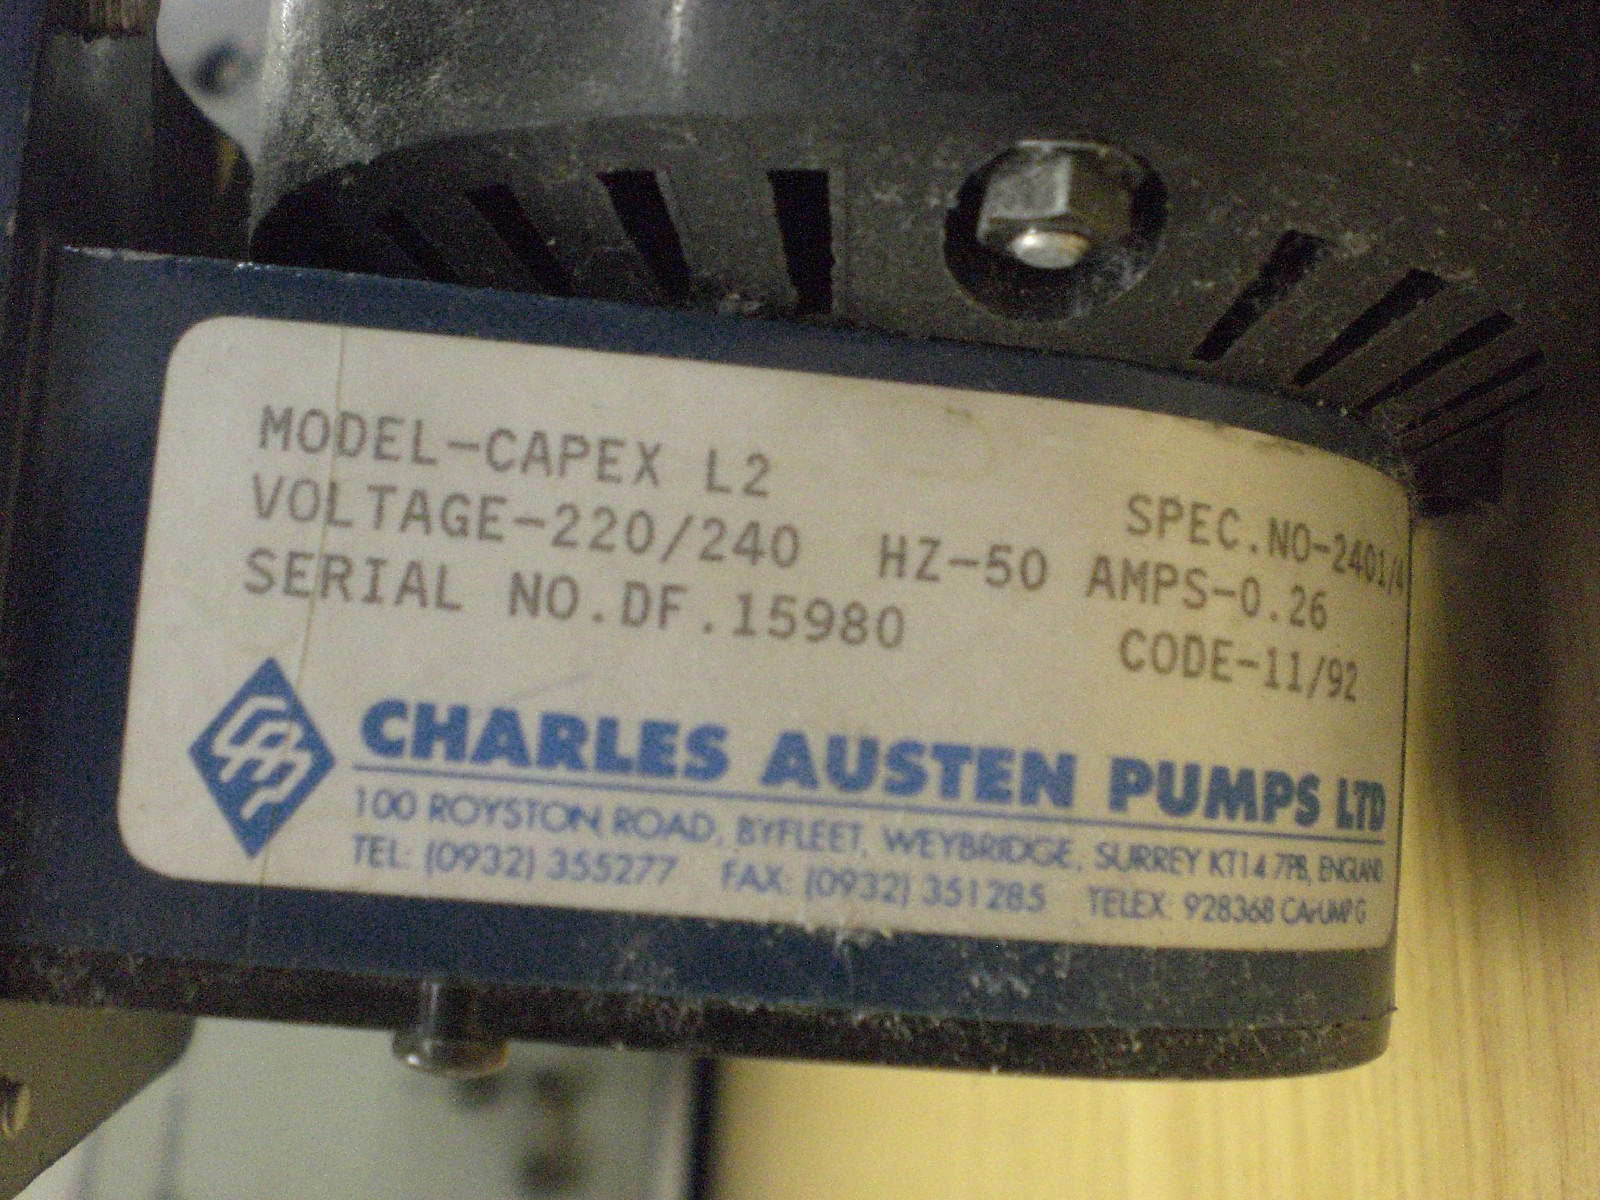 MODEL-CAPEX L2 SPEC.NO-2401/4
VOLTAGE-220/240 HZ-50 AMPS-0.26
SERIAL NO.DF.15980 CODE-11/92
CHARLES AUSTEN PUMPS LTD
100 ROYSTON ROAD, BYFLEET, WEYBRIDGE, SURREY KT14 7PB, ENGLAND
TEL: (0932) 355277 FAX: (0932) 351285 TELEX: 928368 G